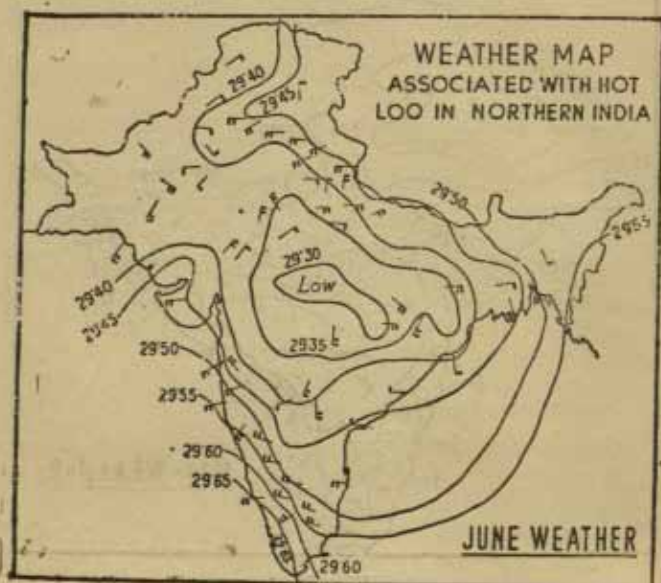 WEATHER MAP
ASSOCIATED WITH HOT
LOO IN NORTHERN INDIA
29'40
29'45
29'50
29'55
29'30
Low
29'40
29'45
29'35
29'50
29'55
29'60
29'65
29'60
JUNE WEATHER